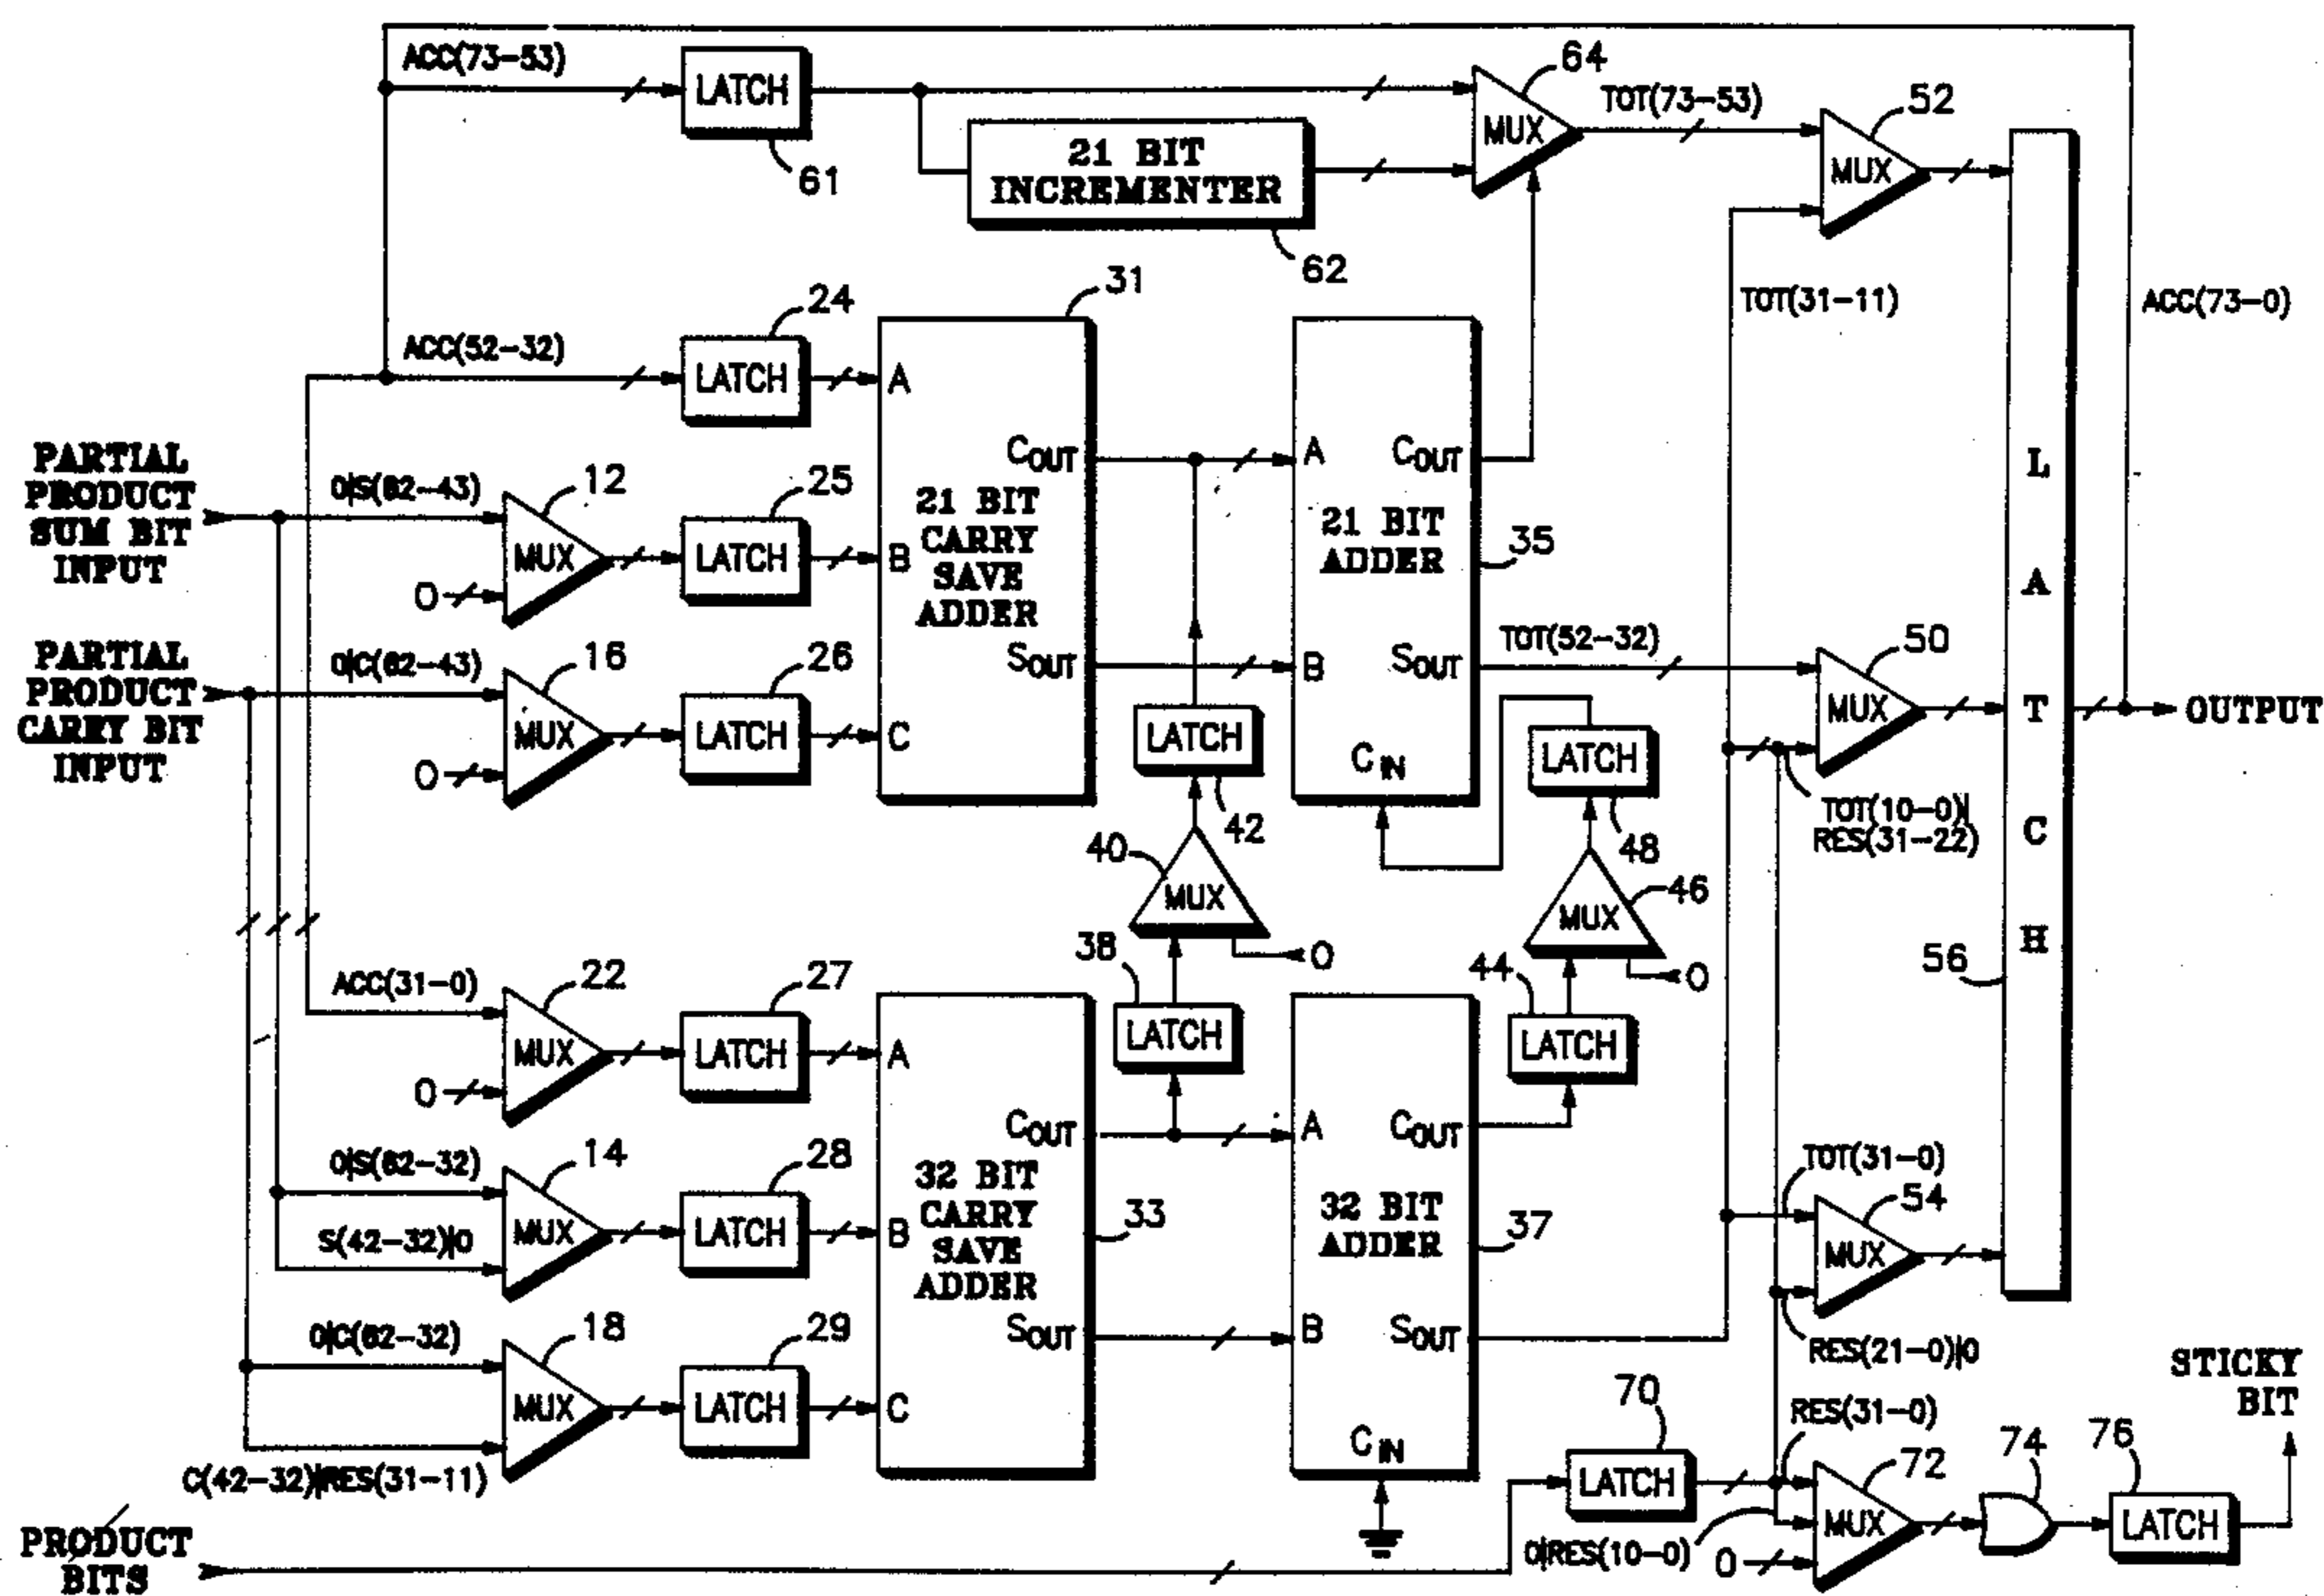 ACC(73-53)
LATCH
61
21 BIT
INCREMENTER
62
MUX
64
TOT(73-53)
MUX
52
TOT(31-11)
ACC(73-0)
ACC(52-32)
LATCH
24
31
PARTIAL
PRODUCT
SUM BIT
INPUT
0|S(62-43)
0
MUX
12
LATCH
25
PARTIAL
PRODUCT
CARRY BIT
INPUT
0|C(62-43)
0
MUX
16
LATCH
26
A
B
C
COUT
SOUT
21 BIT
CARRY
SAVE
ADDER
A
B
COUT
SOUT
CIN
21 BIT
ADDER
35
TOT(52-32)
MUX
50
TOT(10-0)|
RES(31-22)
LATCH
56
OUTPUT
LATCH
42
MUX
40
0
LATCH
38
LATCH
48
MUX
46
0
LATCH
44
ACC(31-0)
0
MUX
22
LATCH
27
0|S(62-32)
S(42-32)|0
MUX
14
LATCH
28
0|C(62-32)
C(42-32)|RES(31-11)
MUX
18
LATCH
29
A
B
C
COUT
SOUT
32 BIT
CARRY
SAVE
ADDER
33
A
B
COUT
SOUT
CIN
32 BIT
ADDER
37
TOT(31-0)
MUX
54
RES(21-0)|0
PRODUCT
BITS
LATCH
70
RES(31-0)
0|RES(10-0)
0
MUX
72
74
LATCH
76
STICKY
BIT